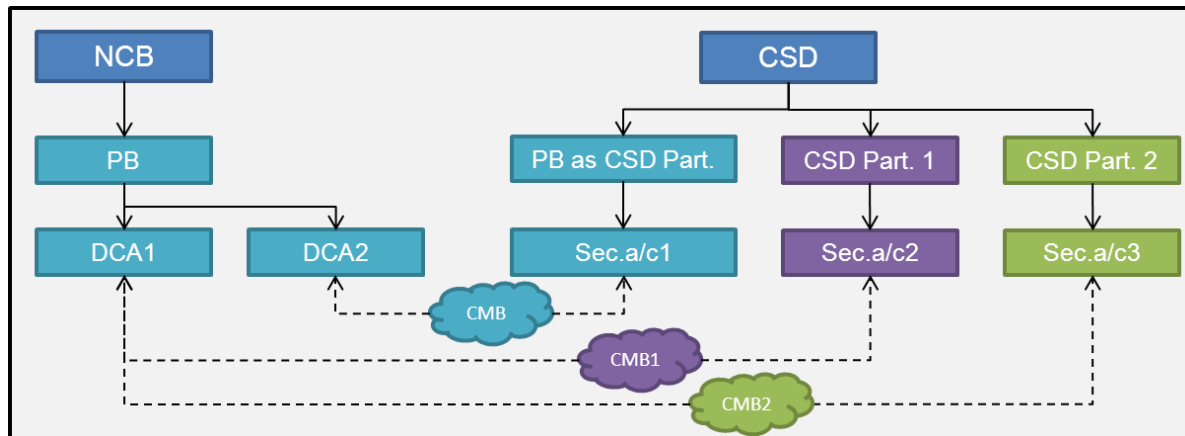 NCB
CSD
PB
PB as CSD Part.
CSD Part. 1
CSD Part. 2
DCA1
DCA2
Sec.a/c1
Sec.a/c2
Sec.a/c3
CMB
CMB1
CMB2